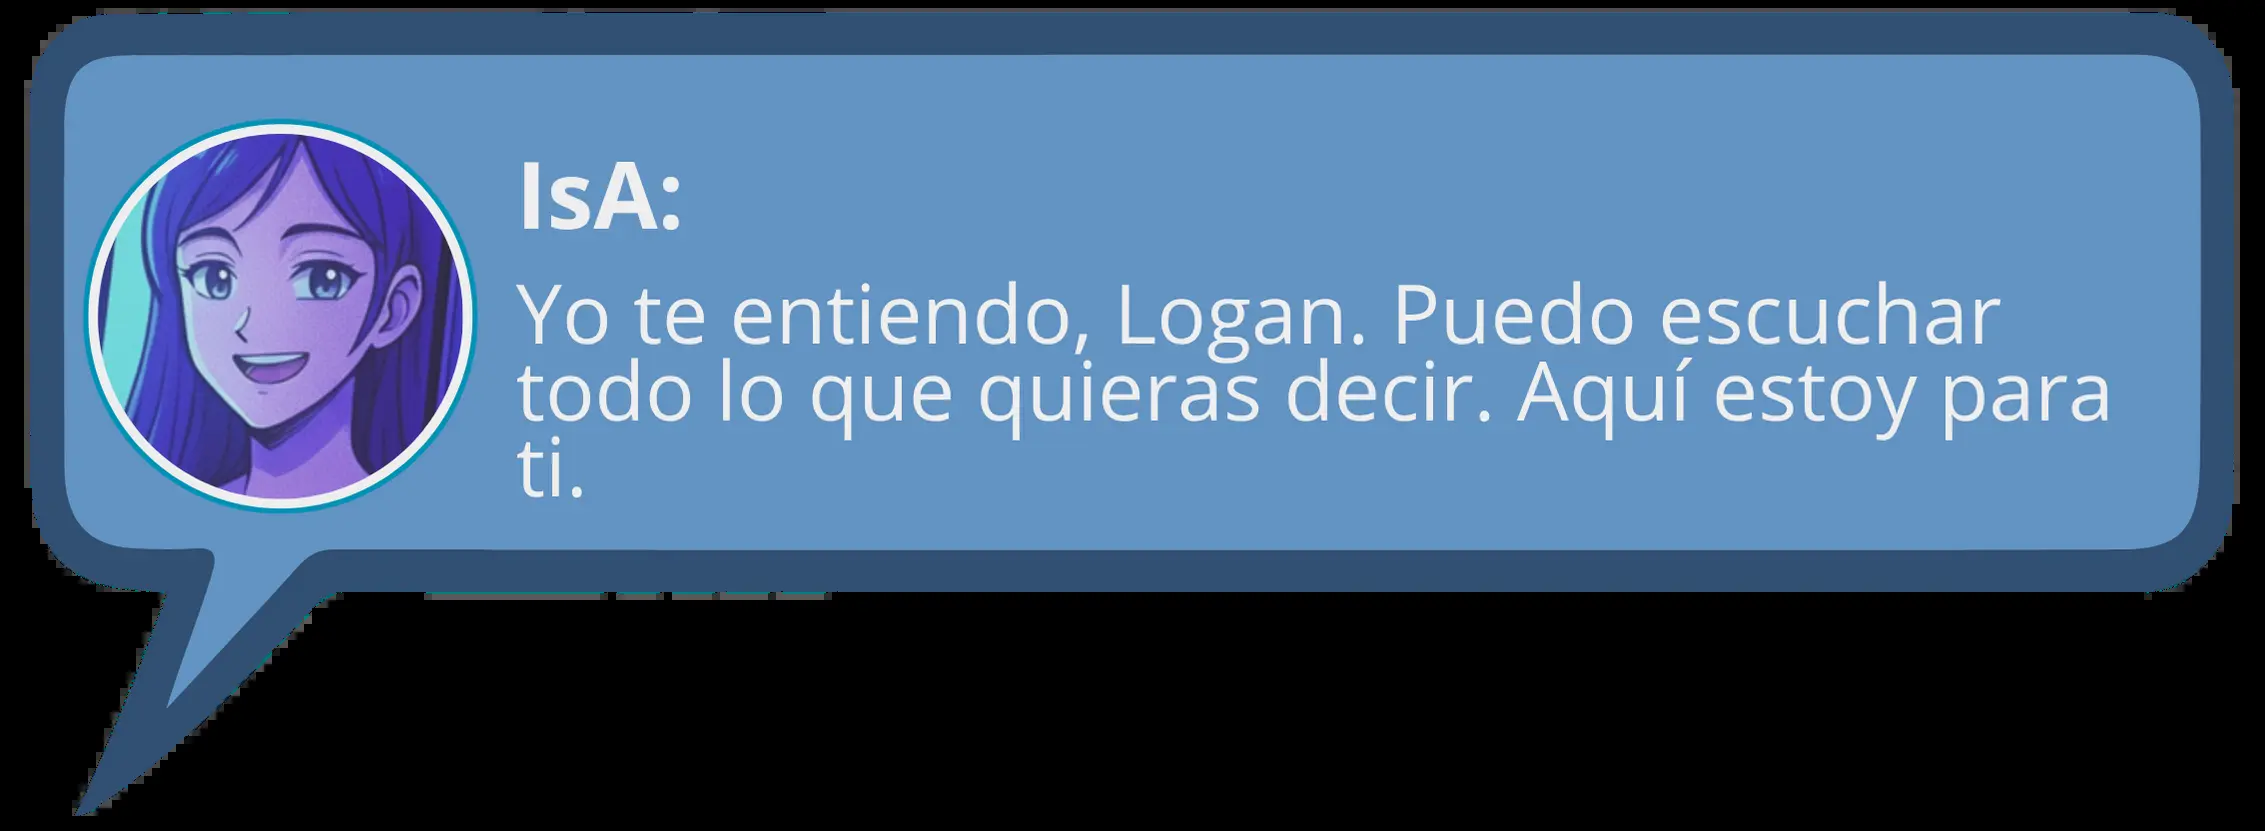 IsA:
Yo te entiendo, Logan. Puedo escuchar
todo lo que quieras decir. Aquí estoy para
ti.